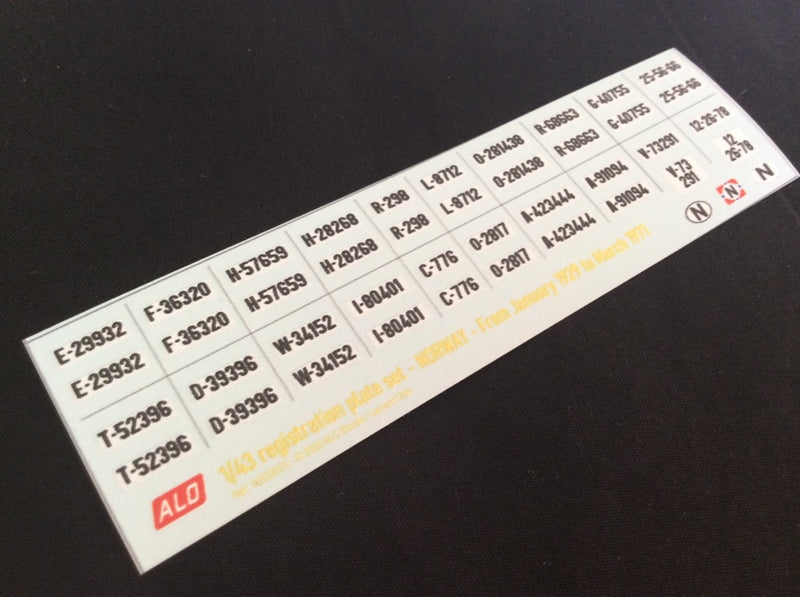 E-29932 F-36320 H-57659 H-28268 R-298 L-8712 O-281438 R-68663 G-40755 25-56-66
E-29932 F-36320 H-57659 H-28268 R-298 L-8712 O-281438 R-68663 G-40755 25-56-66
T-52396 D-39396 W-34152 I-80401 C-776 O-2817 A-423444 A-91094 V-73291 12-26-78
T-52396 D-39396 W-34152 I-80401 C-776 O-2817 A-423444 A-91094 V-73
291 12
26-78
N N N
1/43 registration plate set - NORWAY - From January 1929 to March 1971
ALO